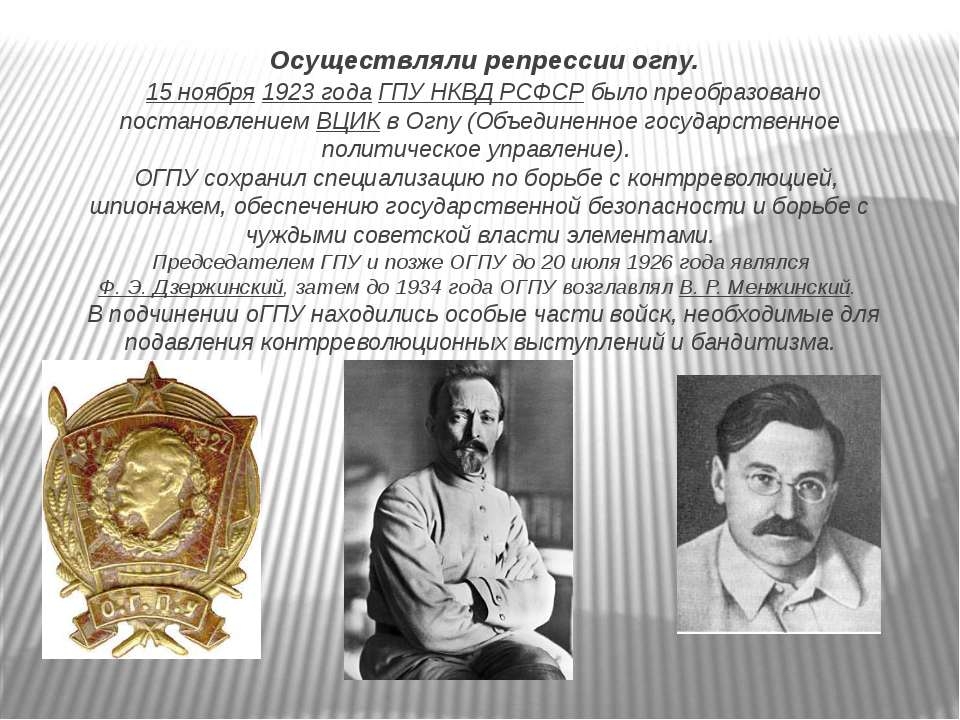 Осуществляли репрессии огпу.
15 ноября 1923 года ГПУ НКВД РСФСР было преобразовано
постановлением ВЦИК в Огпу (Объединенное государственное
политическое управление).
ОГПУ сохранил специализацию по борьбе с контрреволюцией,
шпионажем, обеспечению государственной безопасности и борьбе с
чуждыми советской власти элементами.
Председателем ГПУ и позже ОГПУ до 20 июля 1926 года являлся
Ф. Э. Дзержинский, затем до 1934 года ОГПУ возглавлял В. Р. Менжинский.
В подчинении оГПУ находились особые части войск, необходимые для
подавления контрреволюционных выступлений и бандитизма.
1917 1927
О.Г.П.У